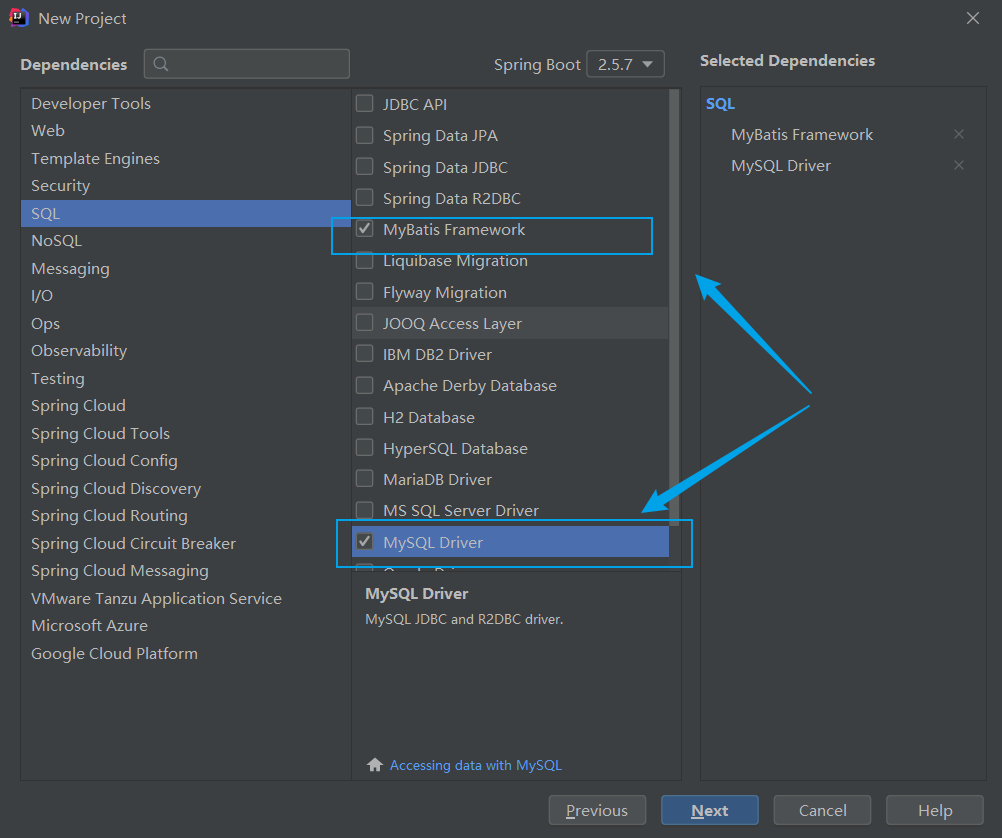 New Project
Dependencies
Spring Boot 2.5.7
Selected Dependencies
Developer Tools
Web
Template Engines
Security
SQL
NoSQL
Messaging
I/O
Ops
Observability
Testing
Spring Cloud
Spring Cloud Tools
Spring Cloud Config
Spring Cloud Discovery
Spring Cloud Routing
Spring Cloud Circuit Breaker
Spring Cloud Messaging
VMware Tanzu Application Service
Microsoft Azure
Google Cloud Platform
JDBC API
Spring Data JPA
Spring Data JDBC
Spring Data R2DBC
MyBatis Framework
Liquibase Migration
Flyway Migration
JOOQ Access Layer
IBM DB2 Driver
Apache Derby Database
H2 Database
HyperSQL Database
MariaDB Driver
MS SQL Server Driver
MySQL Driver
MySQL Driver
MySQL JDBC and R2DBC driver.
Accessing data with MySQL
SQL
MyBatis Framework
MySQL Driver
Previous
Next
Cancel
Help